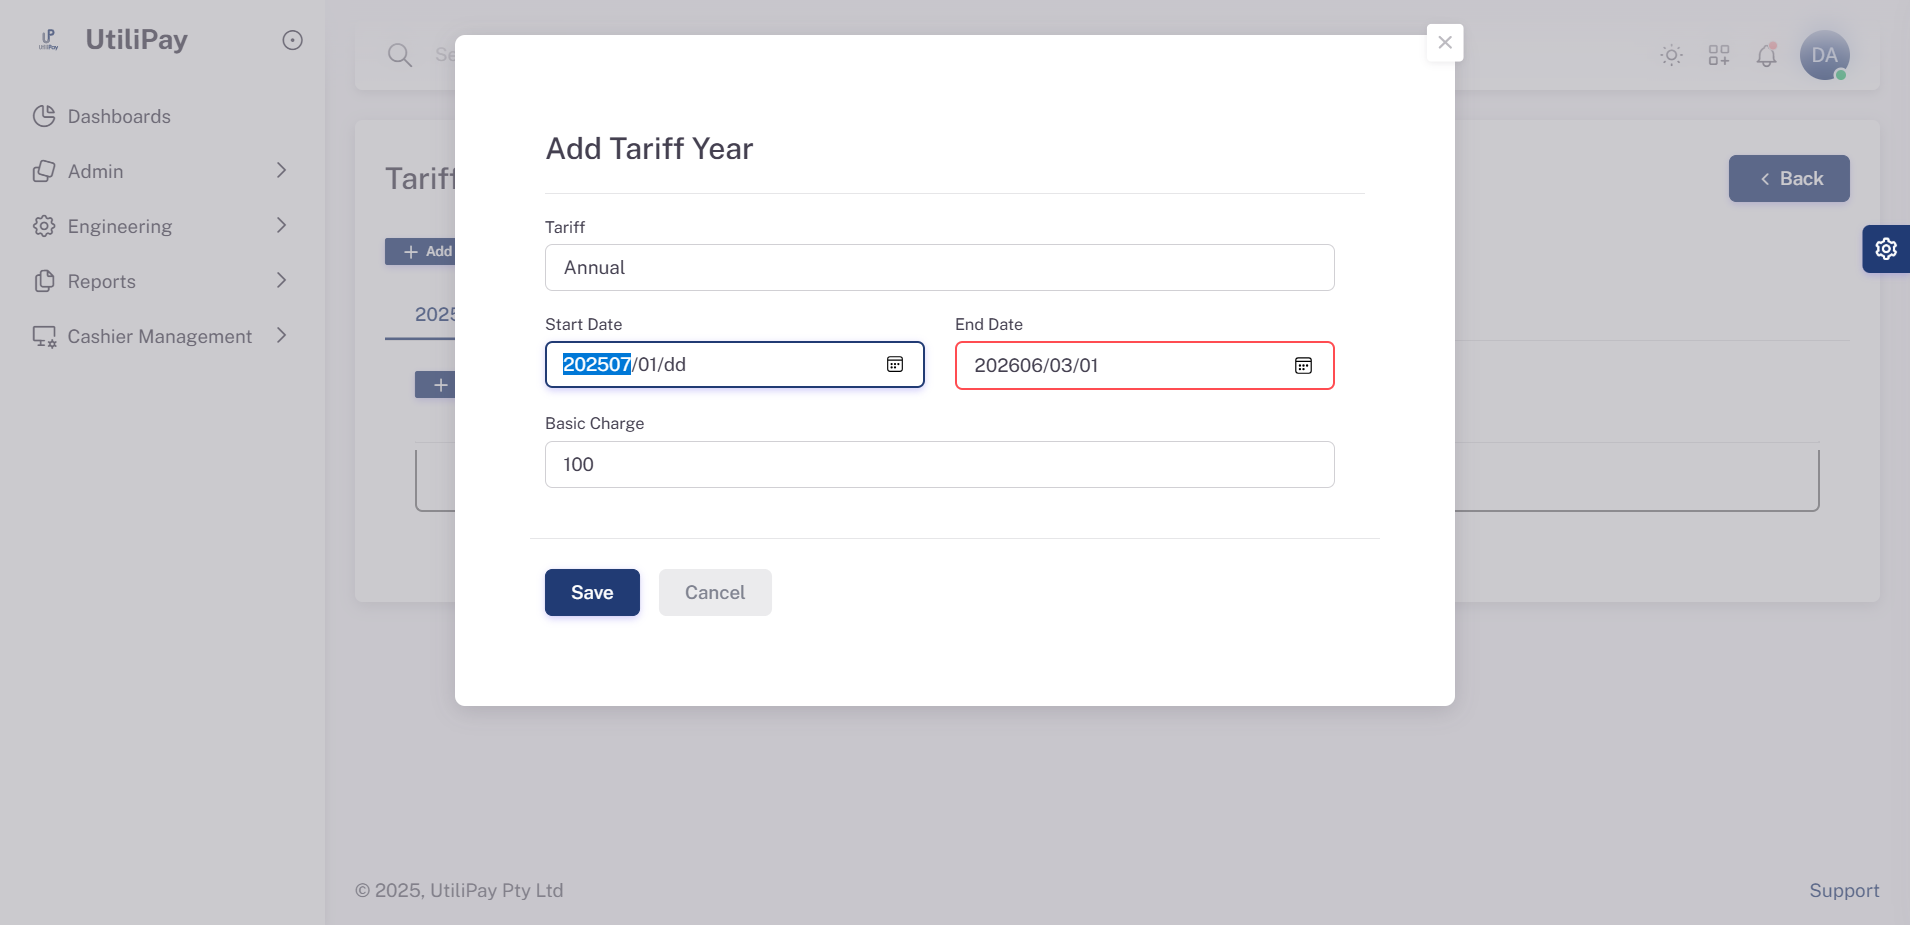 UtiliPay
Dashboards
Admin
Engineering
Reports
Cashier Management
Se
DA
Tariff
Back
Add
2025
Add Tariff Year
Tariff
Annual
Start Date
End Date
202507/01/dd
202606/03/01
Basic Charge
100
Save
Cancel
© 2025, UtiliPay Pty Ltd
Support